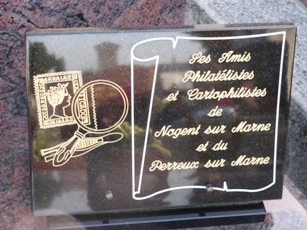 Ses Amis
Philatélistes
et Cartophilistes
de
Nogent sur Marne
et du
Perreux sur Marne